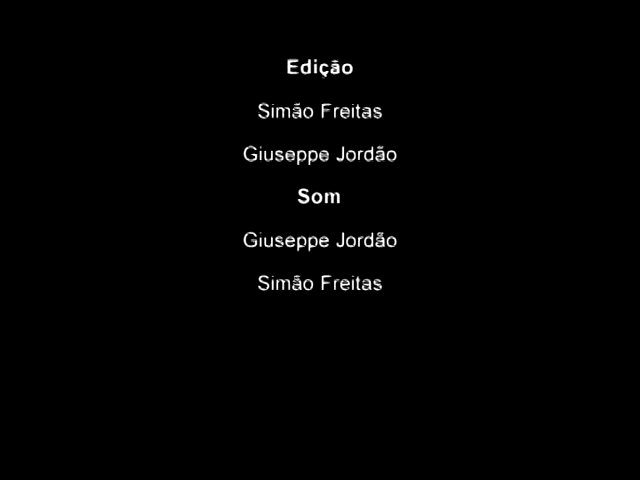 Edição
Simão Freitas
Giuseppe Jordão
Som
Giuseppe Jordão
Simão Freitas